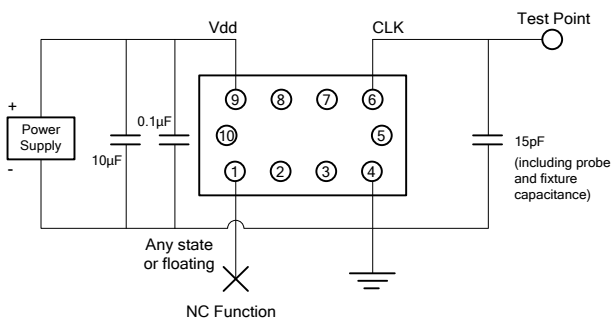 Vdd
CLK
Test Point
+
Power
Supply
-
10µF
0.1µF
9
8
7
6
10
5
1
2
3
4
15pF
(including probe
and fixture
capacitance)
Any state
or floating
NC Function